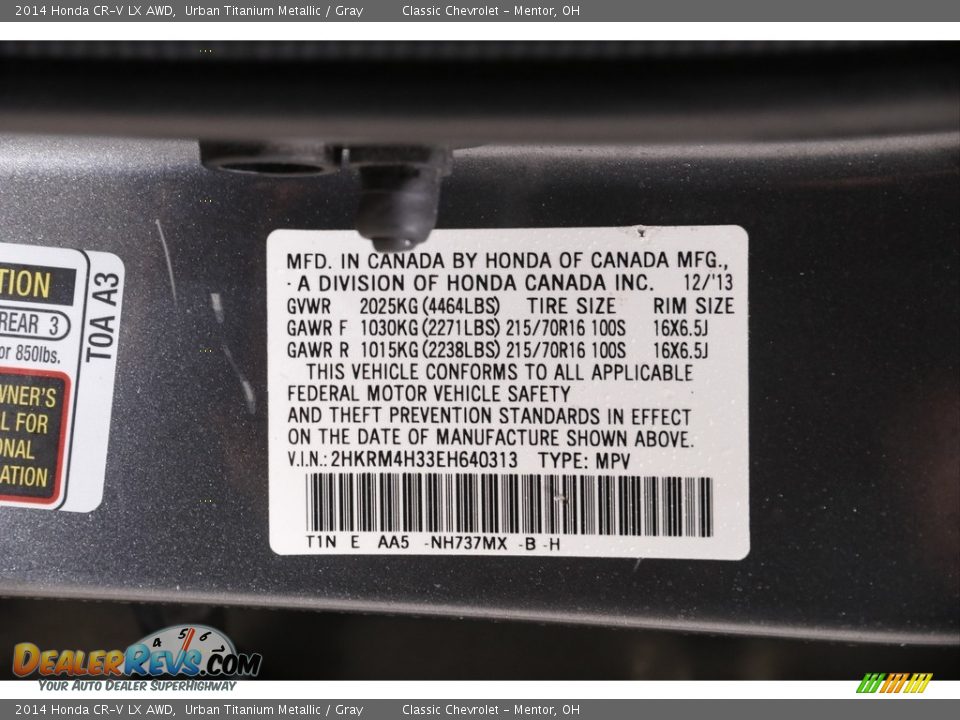 2014 Honda CR-V LX AWD, Urban Titanium Metallic / Gray Classic Chevrolet - Mentor, OH
TION
REAR 3
or 850lbs.
WNER'S
L FOR
ONAL
ATION
T0A A3
MFD. IN CANADA BY HONDA OF CANADA MFG.,
A DIVISION OF HONDA CANADA INC. 12/'13
GVWR 2025KG(4464LBS) TIRE SIZE RIM SIZE
GAWR F 1030KG(2271LBS) 215/70R16 100S 16X6.5J
GAWR R 1015KG(2238LBS) 215/70R16 100S 16X6.5J
THIS VEHICLE CONFORMS TO ALL APPLICABLE
FEDERAL MOTOR VEHICLE SAFETY
AND THEFT PREVENTION STANDARDS IN EFFECT
ON THE DATE OF MANUFACTURE SHOWN ABOVE.
V.I.N.: 2HKRM4H33EH640313 TYPE: MPV
T1N E AA5 -NH737MX -B -H
4 5 6
DEALERREVS.COM
YOUR AUTO DEALER SUPERHIGHWAY
2014 Honda CR-V LX AWD, Urban Titanium Metallic / Gray Classic Chevrolet - Mentor, OH